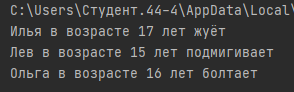 C:\Users\Студент.44-4\AppData\Local\
Илья в возрасте 17 лет жуёт
Лев в возрасте 15 лет подмигивает
Ольга в возрасте 16 лет болтает